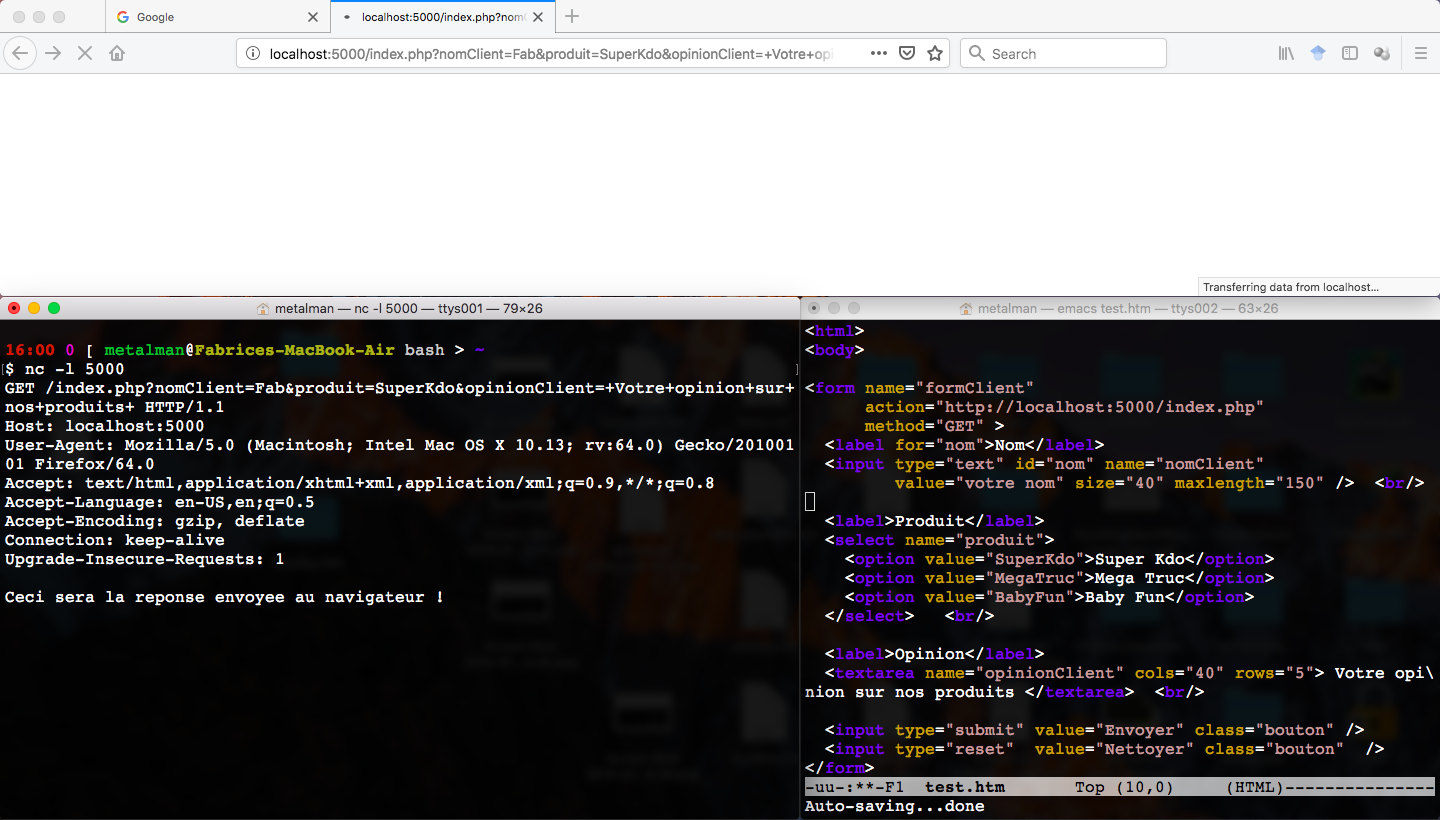 Google
localhost:5000/index.php?nomC
localhost:5000/index.php?nomClient=Fab&produit=SuperKdo&opinionClient=+Votre+opi
Search
Transferring data from localhost...
metalman — nc -l 5000 — ttys001 — 79×26
16:00 0 [ metalman@Fabrices-MacBook-Air bash > ~
$ nc -l 5000
GET /index.php?nomClient=Fab&produit=SuperKdo&opinionClient=+Votre+opinion+sur+
nos+produits+ HTTP/1.1
Host: localhost:5000
User-Agent: Mozilla/5.0 (Macintosh; Intel Mac OS X 10.13; rv:64.0) Gecko/201001
01 Firefox/64.0
Accept: text/html,application/xhtml+xml,application/xml;q=0.9,*/*;q=0.8
Accept-Language: en-US,en;q=0.5
Accept-Encoding: gzip, deflate
Connection: keep-alive
Upgrade-Insecure-Requests: 1
Ceci sera la reponse envoyee au navigateur !
metalman — emacs test.htm — ttys002 — 63×26
<html>
<body>
<form name="formClient"
action="http://localhost:5000/index.php"
method="GET" >
<label for="nom">Nom</label>
<input type="text" id="nom" name="nomClient"
value="votre nom" size="40" maxlength="150" /> <br/>
<label>Produit</label>
<select name="produit">
<option value="SuperKdo">Super Kdo</option>
<option value="MegaTruc">Mega Truc</option>
<option value="BabyFun">Baby Fun</option>
</select> <br/>
<label>Opinion</label>
<textarea name="opinionClient" cols="40" rows="5"> Votre opi\
nion sur nos produits </textarea> <br/>
<input type="submit" value="Envoyer" class="bouton" />
<input type="reset" value="Nettoyer" class="bouton" />
</form>
-uu-:**-F1 test.htm Top (10,0) (HTML)---------------
Auto-saving...done